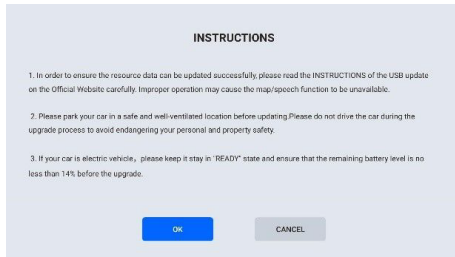 INSTRUCTIONS
1. In order to ensure the resource data can be updated successfully, please read the INSTRUCTIONS of the USB update
on the Official Website carefully. Improper operation may cause the map/speech function to be unavailable.
2. Please park your car in a safe and well-ventilated location before updating.Please do not drive the car during the
upgrade process to avoid endangering your personal and property safety.
3. If your car is electric vehicle，please keep it stay in "READY" state and ensure that the remaining battery level is no
less than 14% before the upgrade.
OK CANCEL